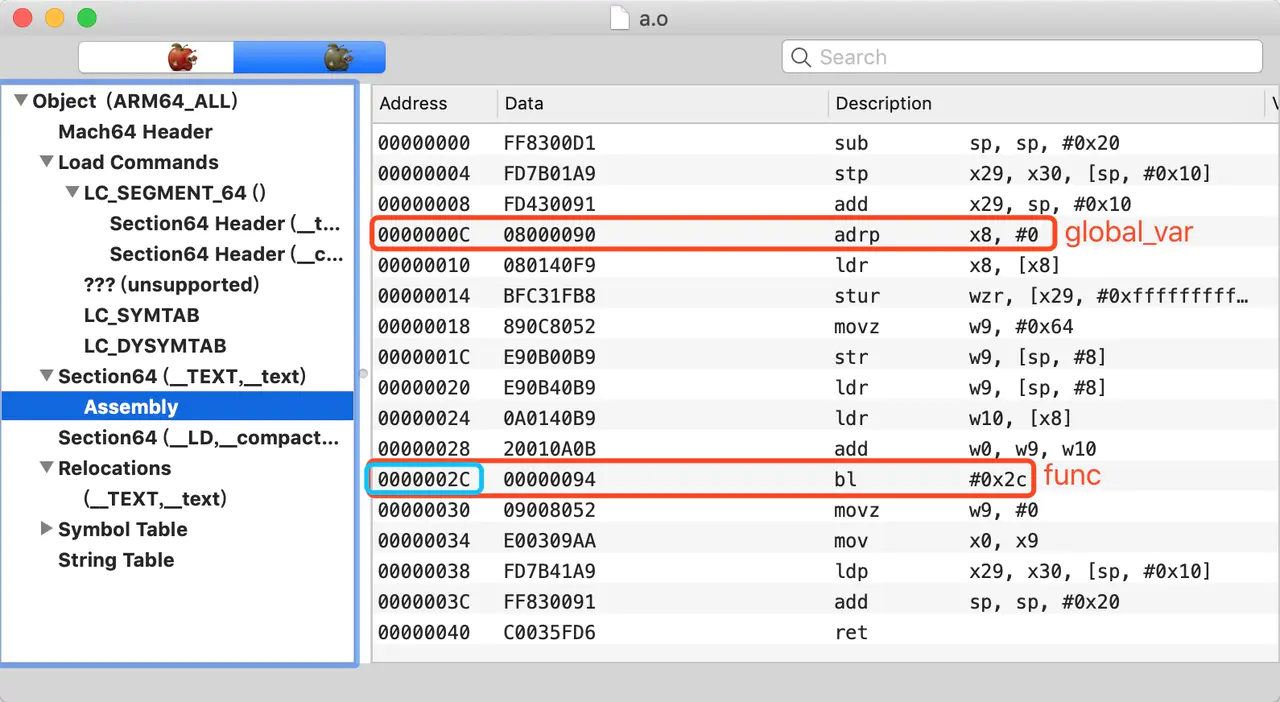 a.o
Search
Object (ARM64_ALL)
Mach64 Header
Load Commands
LC_SEGMENT_64 ()
Section64 Header (__t...
Section64 Header (__c...
??? (unsupported)
LC_SYMTAB
LC_DYSYMTAB
Section64 (__TEXT,__text)
Assembly
Section64 (__LD,__compact...
Relocations
(__TEXT,__text)
Symbol Table
String Table
Address Data Description
00000000 FF8300D1 sub sp, sp, #0x20
00000004 FD7B01A9 stp x29, x30, [sp, #0x10]
00000008 FD430091 add x29, sp, #0x10
0000000C 08000090 adrp x8, #0 global_var
00000010 080140F9 ldr x8, [x8]
00000014 BFC31FB8 stur wzr, [x29, #0xfffffffff...
00000018 890C8052 movz w9, #0x64
0000001C E90B00B9 str w9, [sp, #8]
00000020 E90B40B9 ldr w9, [sp, #8]
00000024 0A0140B9 ldr w10, [x8]
00000028 20010A0B add w0, w9, w10
0000002C 00000094 bl #0x2c func
00000030 09008052 movz w9, #0
00000034 E00309AA mov x0, x9
00000038 FD7B41A9 ldp x29, x30, [sp, #0x10]
0000003C FF830091 add sp, sp, #0x20
00000040 C0035FD6 ret